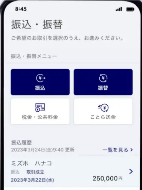 8:45
振込・振替
ご希望のお取引を選択のうえ、お進みください。
振込・振替メニュー
振込
振替
税金・公共料金
ことら送金
振込履歴
一覧を見る
ミズホ ハナコ
2023年3月22日(水)
250,000円